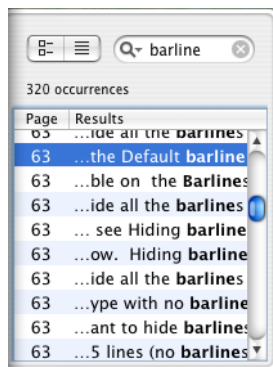 barline
320 occurrences
Page Results
63 ...ide all the barlines
63 ...the Default barline
63 ...ble on the Barlines
63 ...ide all the barlines
63 ... see Hiding barline
63 ...ow. Hiding barline
63 ...ide all the barlines
63 ...ype with no barline
63 ...ant to hide barlines
63 ...5 lines (no barlines